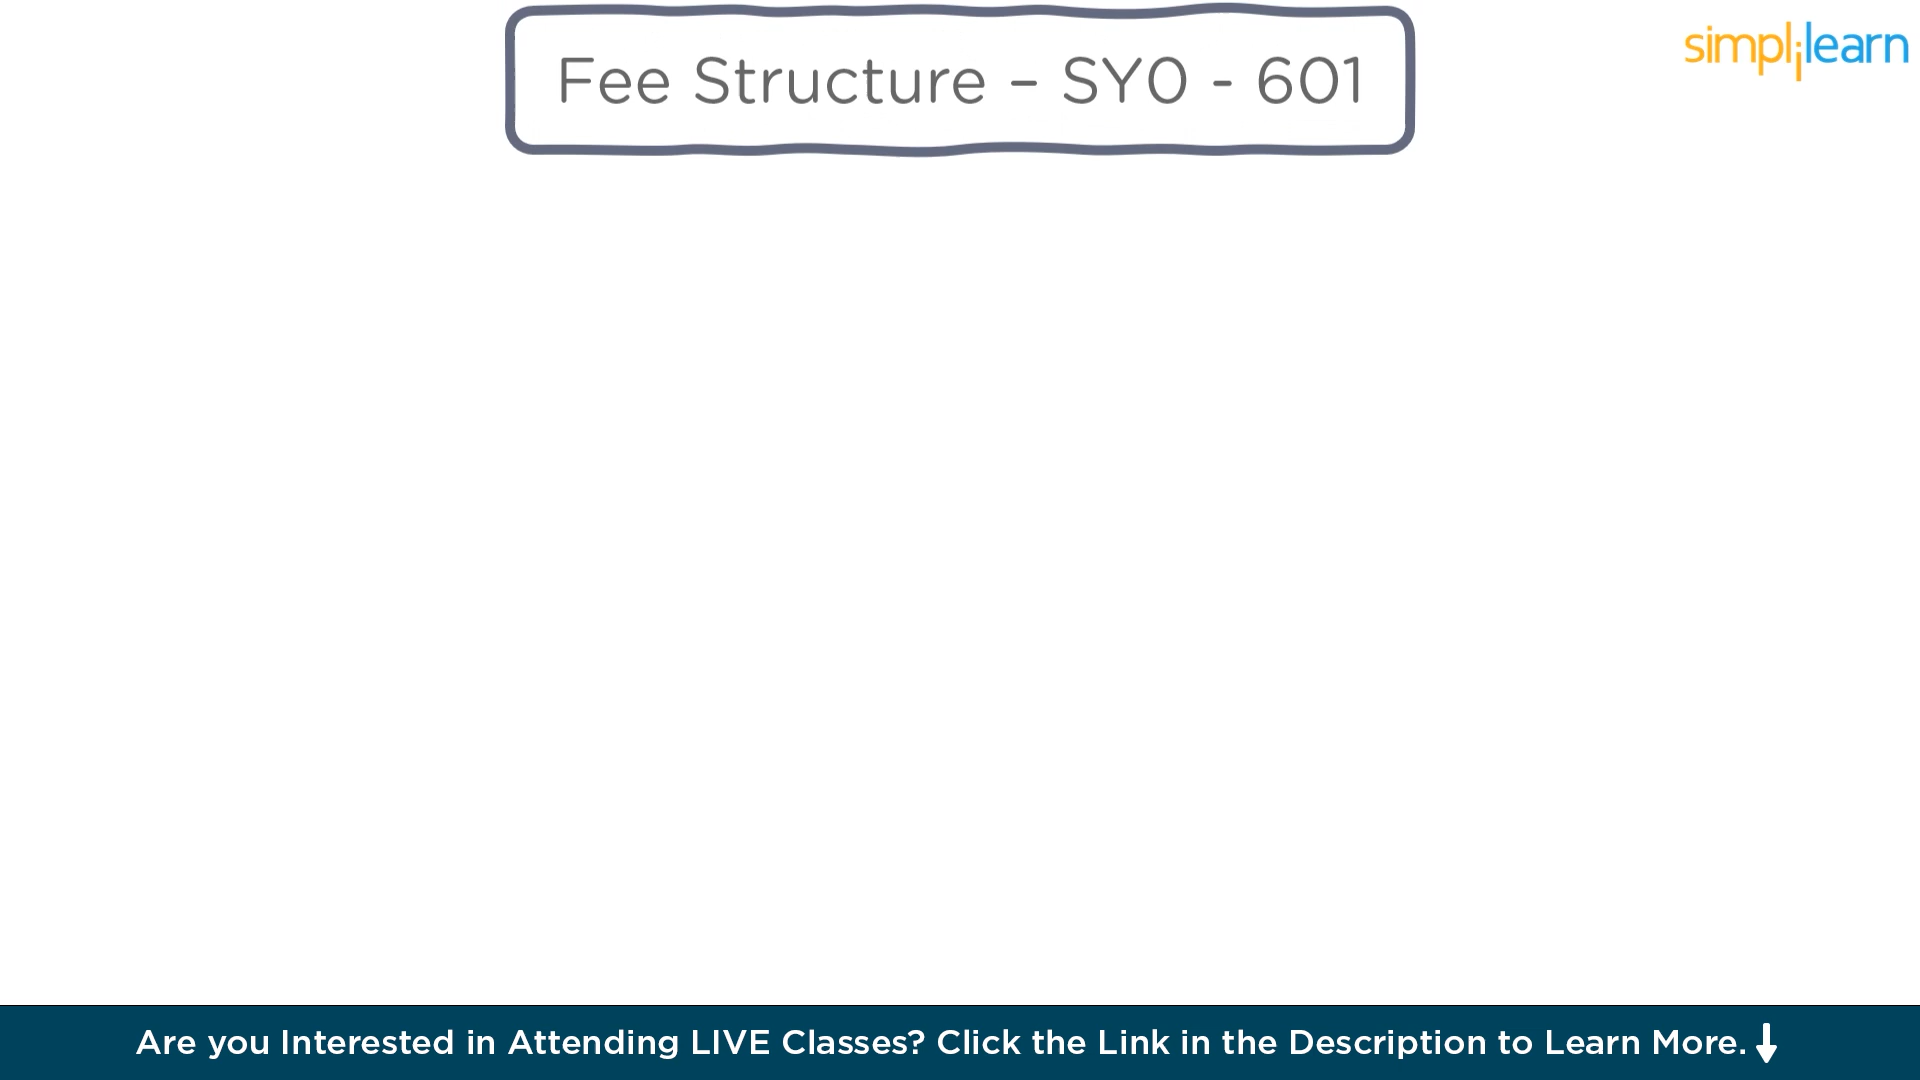 Fee Structure – SY0 - 601
simplilearn
Are you Interested in Attending LIVE Classes? Click the Link in the Description to Learn More.